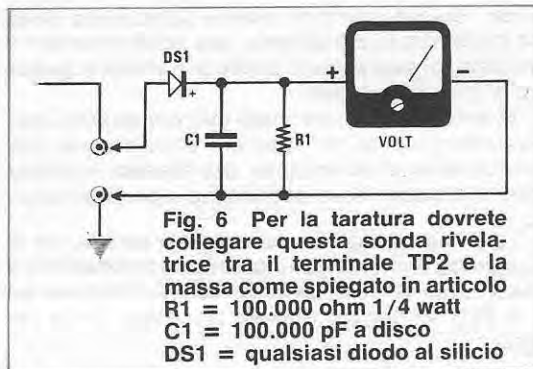 DS1
+
+
-
C1
R1
VOLT
Fig. 6 Per la taratura dovrete
collegare questa sonda rivela-
trice tra il terminale TP2 e la
massa come spiegato in articolo
R1 = 100.000 ohm 1/4 watt
C1 = 100.000 pF a disco
DS1 = qualsiasi diodo al silicio